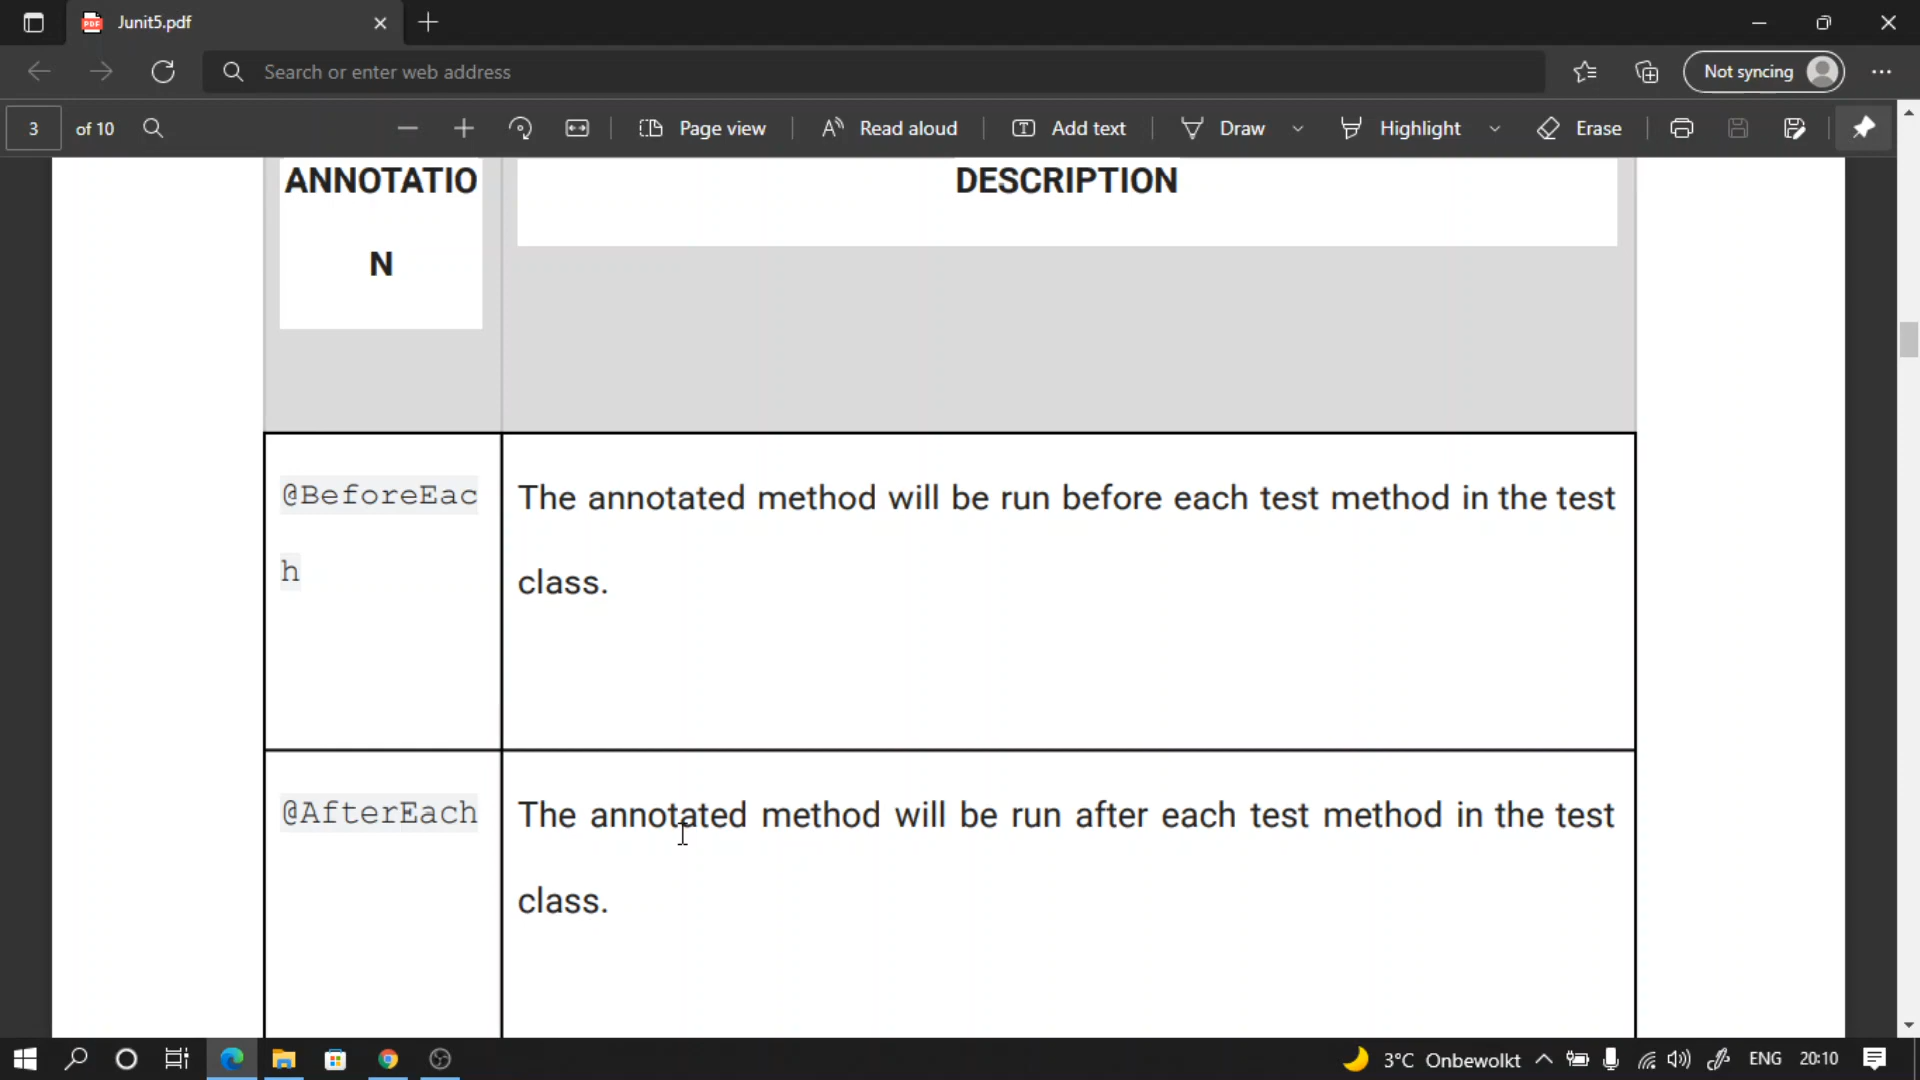 Junit5.pdf
Search or enter web address
Not syncing
3 of 10
Page view
Read aloud
Add text
Draw
Highlight
Erase
ANNOTATIO
N
DESCRIPTION
@BeforeEac
h
The annotated method will be run before each test method in the test
class.
@AfterEach
The annotated method will be run after each test method in the test
class.
3°C Onbewolkt
ENG
20:10